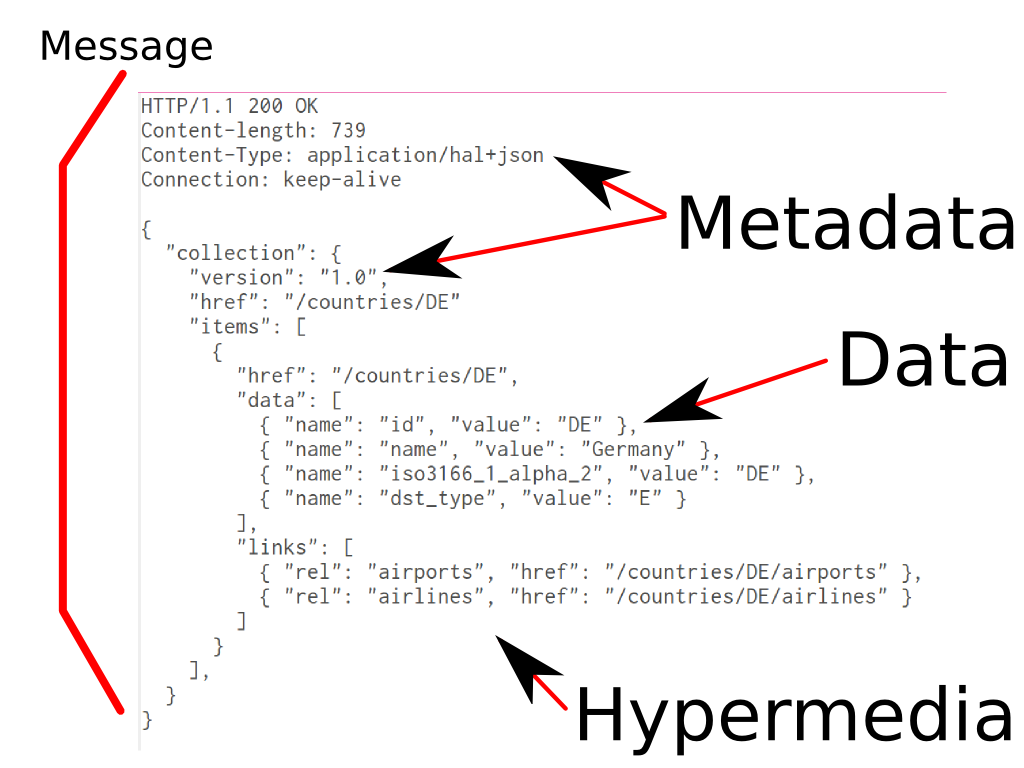 Message
HTTP/1.1 200 OK
Content-length: 739
Content-Type: application/hal+json
Connection: keep-alive
Metadata
{
  "collection": {
    "version": "1.0",
    "href": "/countries/DE"
    "items": [
      {
Data
        "href": "/countries/DE",
        "data": [
          { "name": "id", "value": "DE" },
          { "name": "name", "value": "Germany" },
          { "name": "iso3166_1_alpha_2", "value": "DE" },
          { "name": "dst_type", "value": "E" }
        ],
        "links": [
          { "rel": "airports", "href": "/countries/DE/airports" },
          { "rel": "airlines", "href": "/countries/DE/airlines" }
        ]
      }
    ],
  }
}
Hypermedia